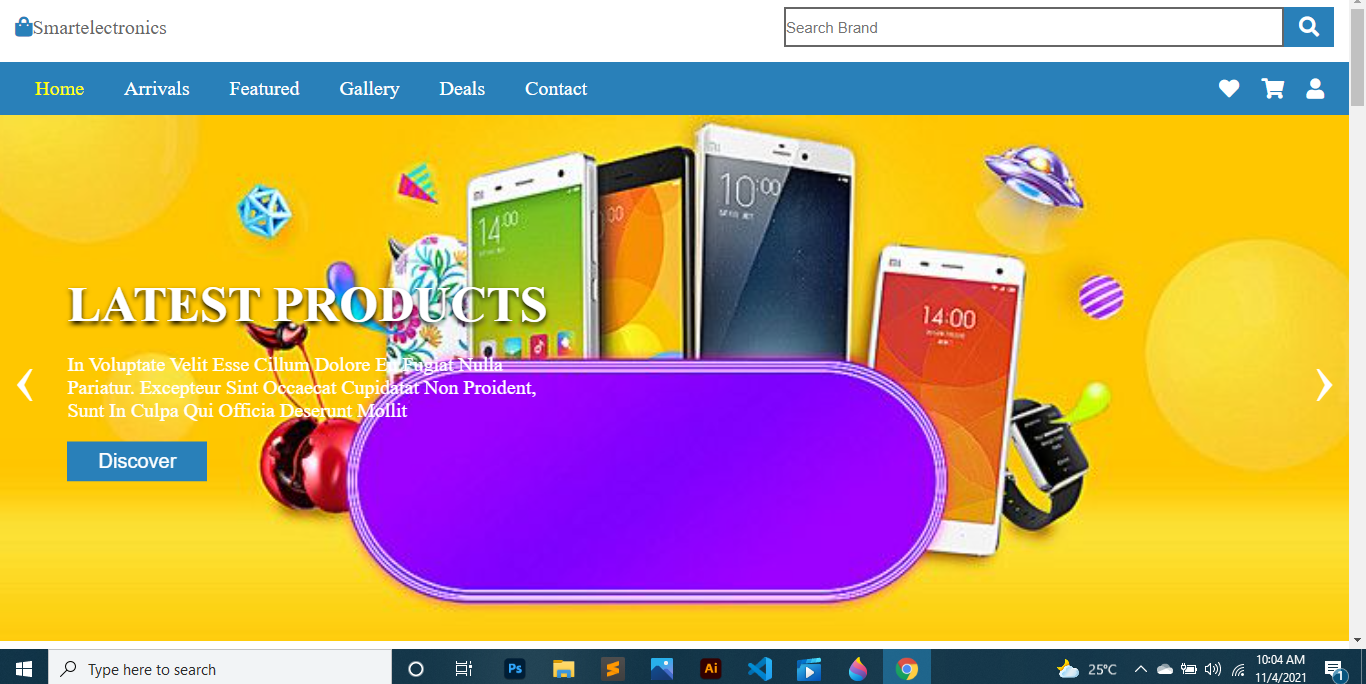 Smartelectronics
Search Brand
Home Arrivals Featured Gallery Deals Contact
10:00
14:00
00
14:00
LATEST PRODUCTS
In Voluptate Velit Esse Cillum Dolore Eu Fugiat Nulla
Pariatur. Excepteur Sint Occaecat Cupidatat Non Proident,
Sunt In Culpa Qui Officia Deserunt Mollit
Discover
Type here to search
Ps
Ai
25°C
10:04 AM
11/4/2021
1